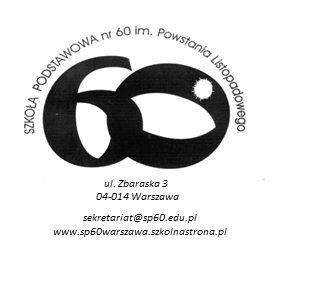 SZKOŁA PODSTAWOWA nr 60 im. Powstania Listopadowego
60
ul. Zbaraska 3
04-014 Warszawa
sekretariat@sp60.edu.pl
www.sp60warszawa.szkolnastrona.pl